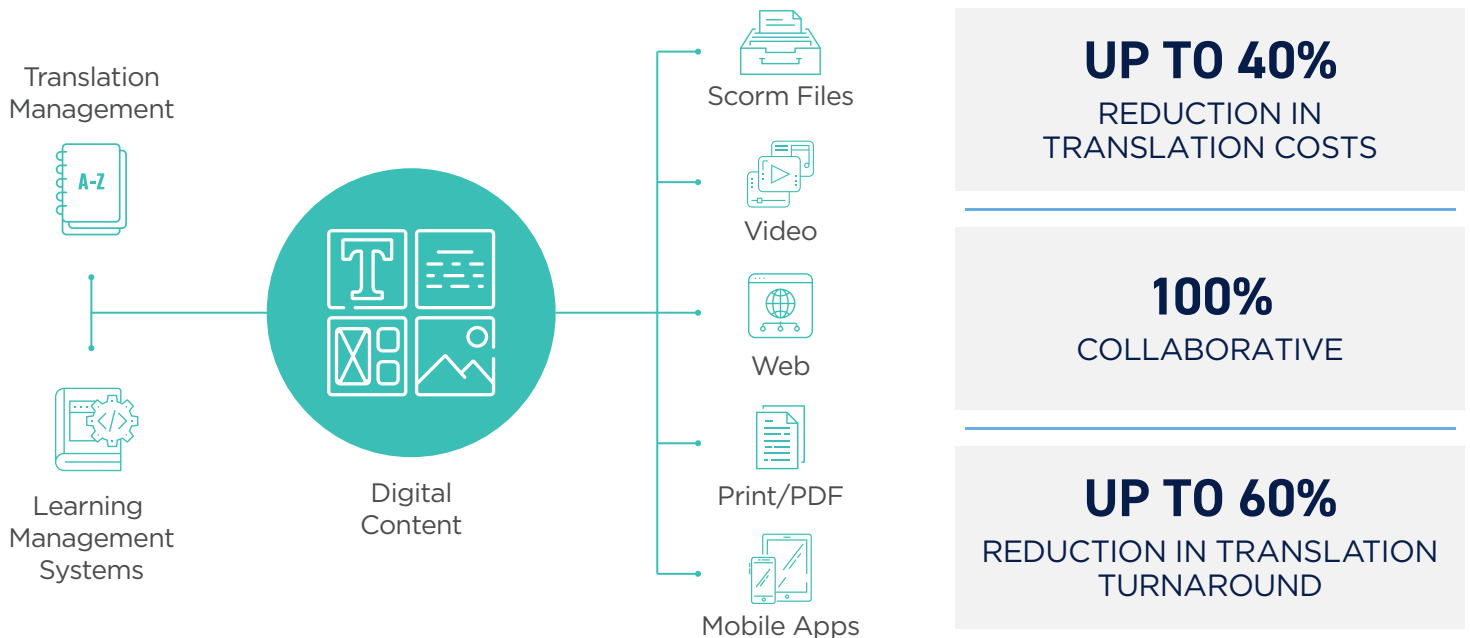 Translation
Management
A-Z
Learning
Management
Systems
T
Digital
Content
Scorm Files
Video
Web
Print/PDF
Mobile Apps
UP TO 40%
REDUCTION IN
TRANSLATION COSTS
100%
COLLABORATIVE
UP TO 60%
REDUCTION IN TRANSLATION
TURNAROUND